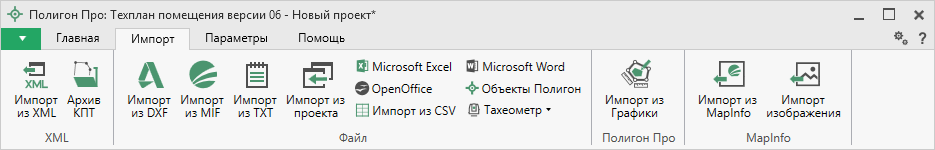 Полигон Про: Техплан помещения версии 06 - Новый проект*
Главная Импорт Параметры Помощь
?
XML
Импорт из XML
Архив КПТ
XML
Импорт из DXF
Импорт из MIF
Импорт из TXT
Импорт из проекта
Microsoft Excel
OpenOffice
Импорт из CSV
Microsoft Word
Объекты Полигон
Тахеометр
Файл
Импорт из Графики
Полигон Про
Импорт из MapInfo
Импорт изображения
MapInfo